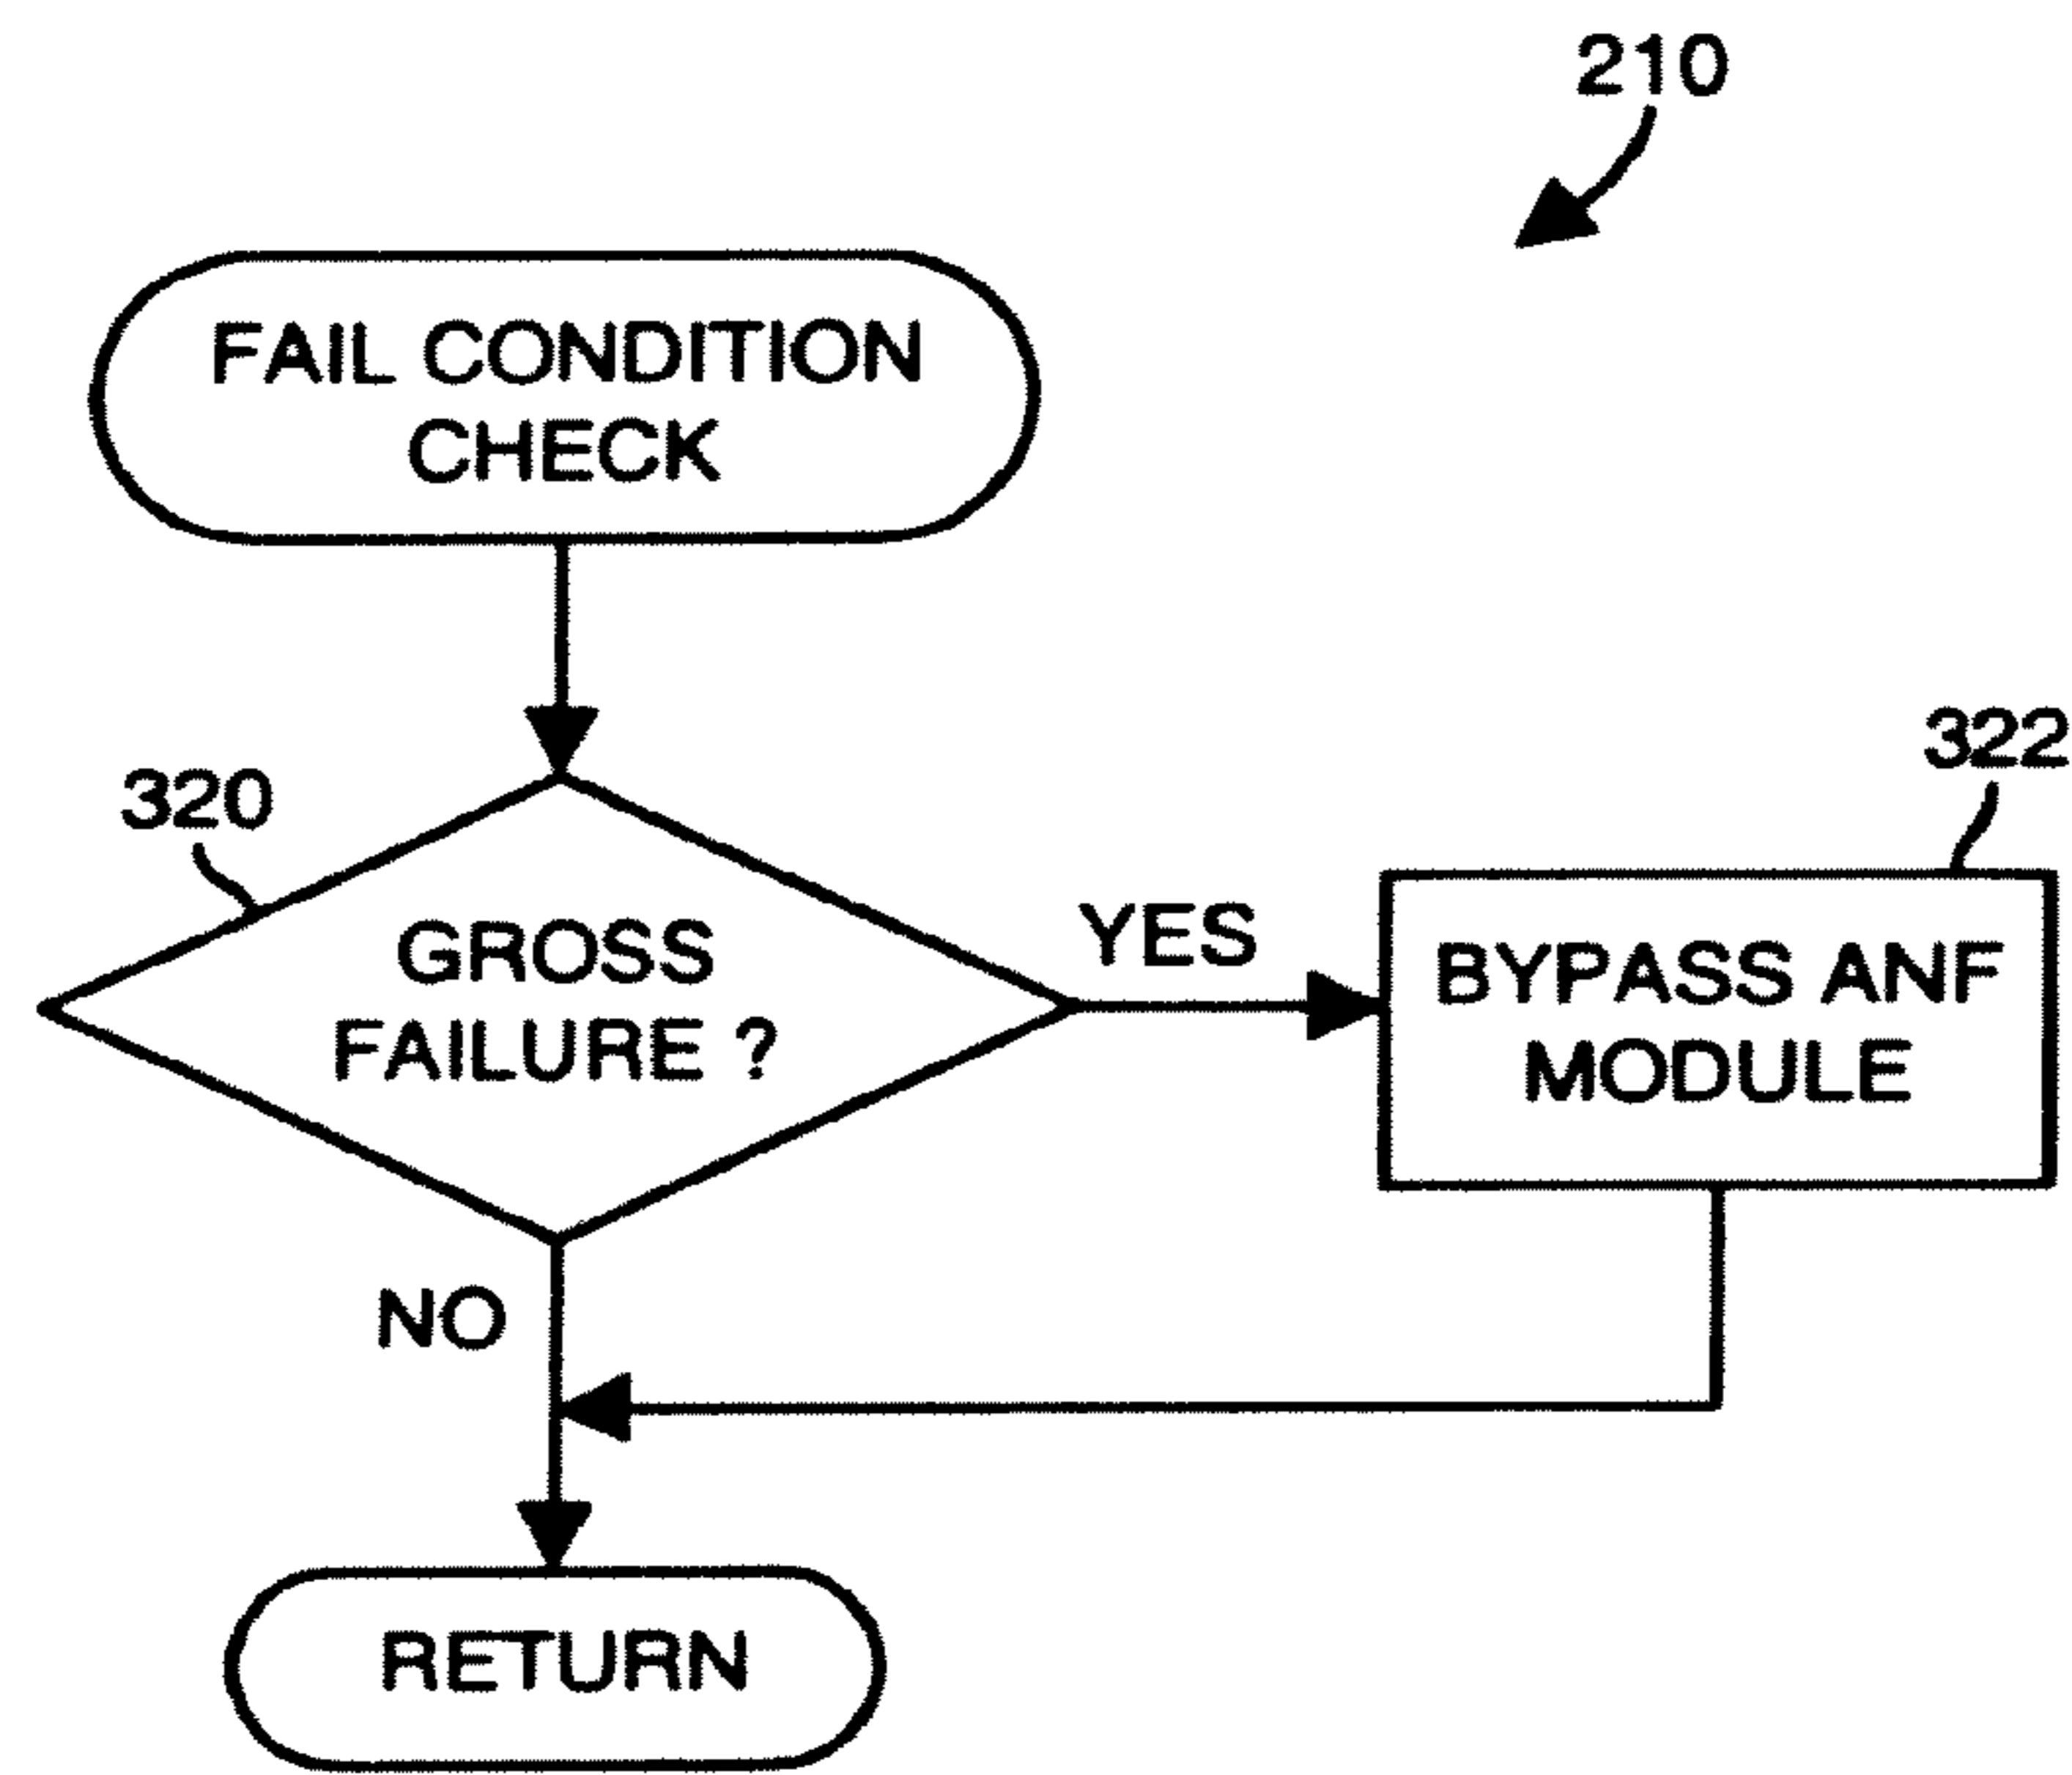 210
FAIL CONDITION
CHECK
320
GROSS
FAILURE ?
YES
322
BYPASS ANF
MODULE
NO
RETURN